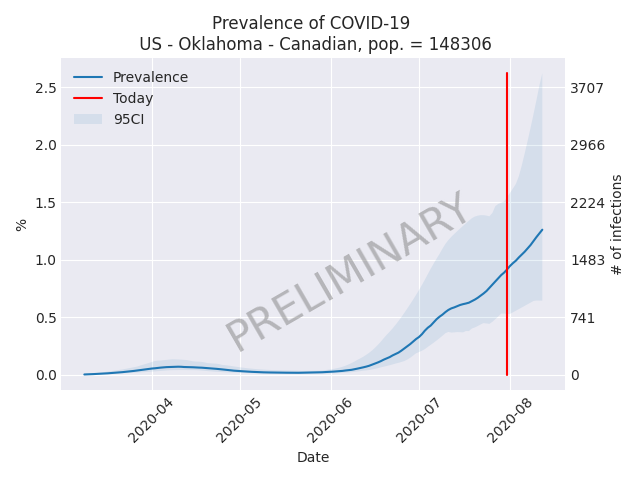 Prevalence of COVID-19
US - Oklahoma - Canadian, pop. = 148306
Prevalence
Today
95CI
PRELIMINARY
%
2.5
2.0
1.5
1.0
0.5
0.0
3707
2966
2224
1483
741
0
# of infections
2020-04
2020-05
2020-06
2020-07
2020-08
Date